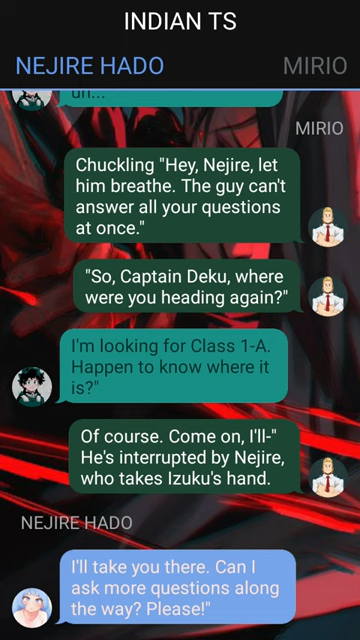 INDIAN TS
NEJIRE HADO
MIRIO
uh...
MIRIO
Chuckling "Hey, Nejire, let
him breathe. The guy can't
answer all your questions
at once."
"So, Captain Deku, where
were you heading again?"
I'm looking for Class 1-A.
Happen to know where it
is?"
Of course. Come on, I'll-"
He's interrupted by Nejire,
who takes Izuku's hand.
NEJIRE HADO
I'll take you there. Can I
ask more questions along
the way? Please!"